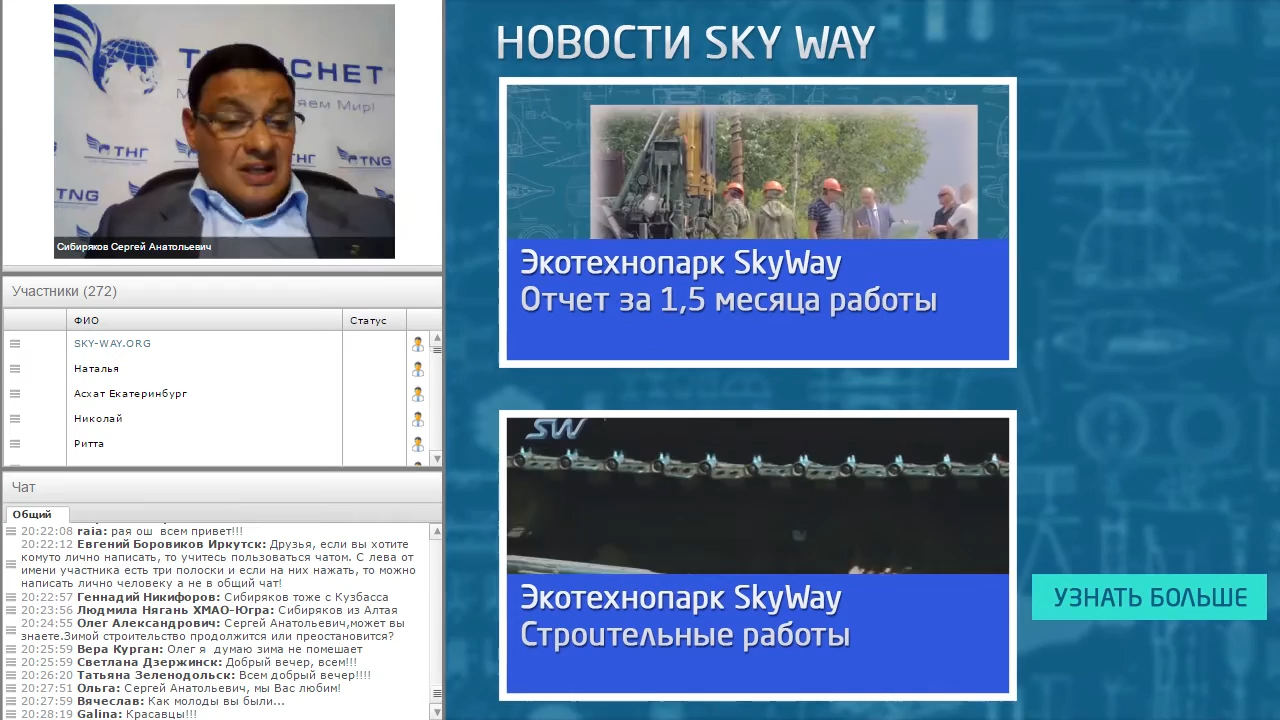 ТНГ
TNG
TNG
Сибиряков Сергей Анатольевич
Участники (272)
ФИО
Статус
SKY-WAY.ORG
Наталья
Асхат Екатеринбург
Николай
Ритта
Чат
Общий
20:22:08 raia: рая ош всем привет!!!
20:22:12 Евгений Боровиков Иркутск: Друзья, если вы хотите
комуто лично написать, то учитесь пользоваться чатом. С лева от
имени участника есть три полоски и если на них нажать, то можно
написать лично человеку а не в общий чат!
20:22:57 Геннадий Никифоров: Сибиряков тоже с Кузбасса
20:23:56 Людмила Нягань ХМАО-Югра: Сибиряков из Алтая
20:24:55 Олег Александрович: Сергей Анатольевич,может вы
знаете.Зимой строительство продолжится или преостановится?
20:25:59 Вера Курган: Олег я думаю зима не помешает
20:25:59 Светлана Дзержинск: Добрый вечер, всем!!!
20:26:20 Татьяна Зеленодольск: Всем добрый вечер!!!!
20:27:51 Ольга: Сергей Анатольевич, мы Вас любим!
20:27:59 Вячеслав: Как молоды вы были...
20:28:19 Galina: Красавцы!!!
НОВОСТИ SKY WAY
Экотехнопарк SkyWay
Отчет за 1,5 месяца работы
SW
Экотехнопарк SkyWay
Строительные работы
УЗНАТЬ БОЛЬШЕ